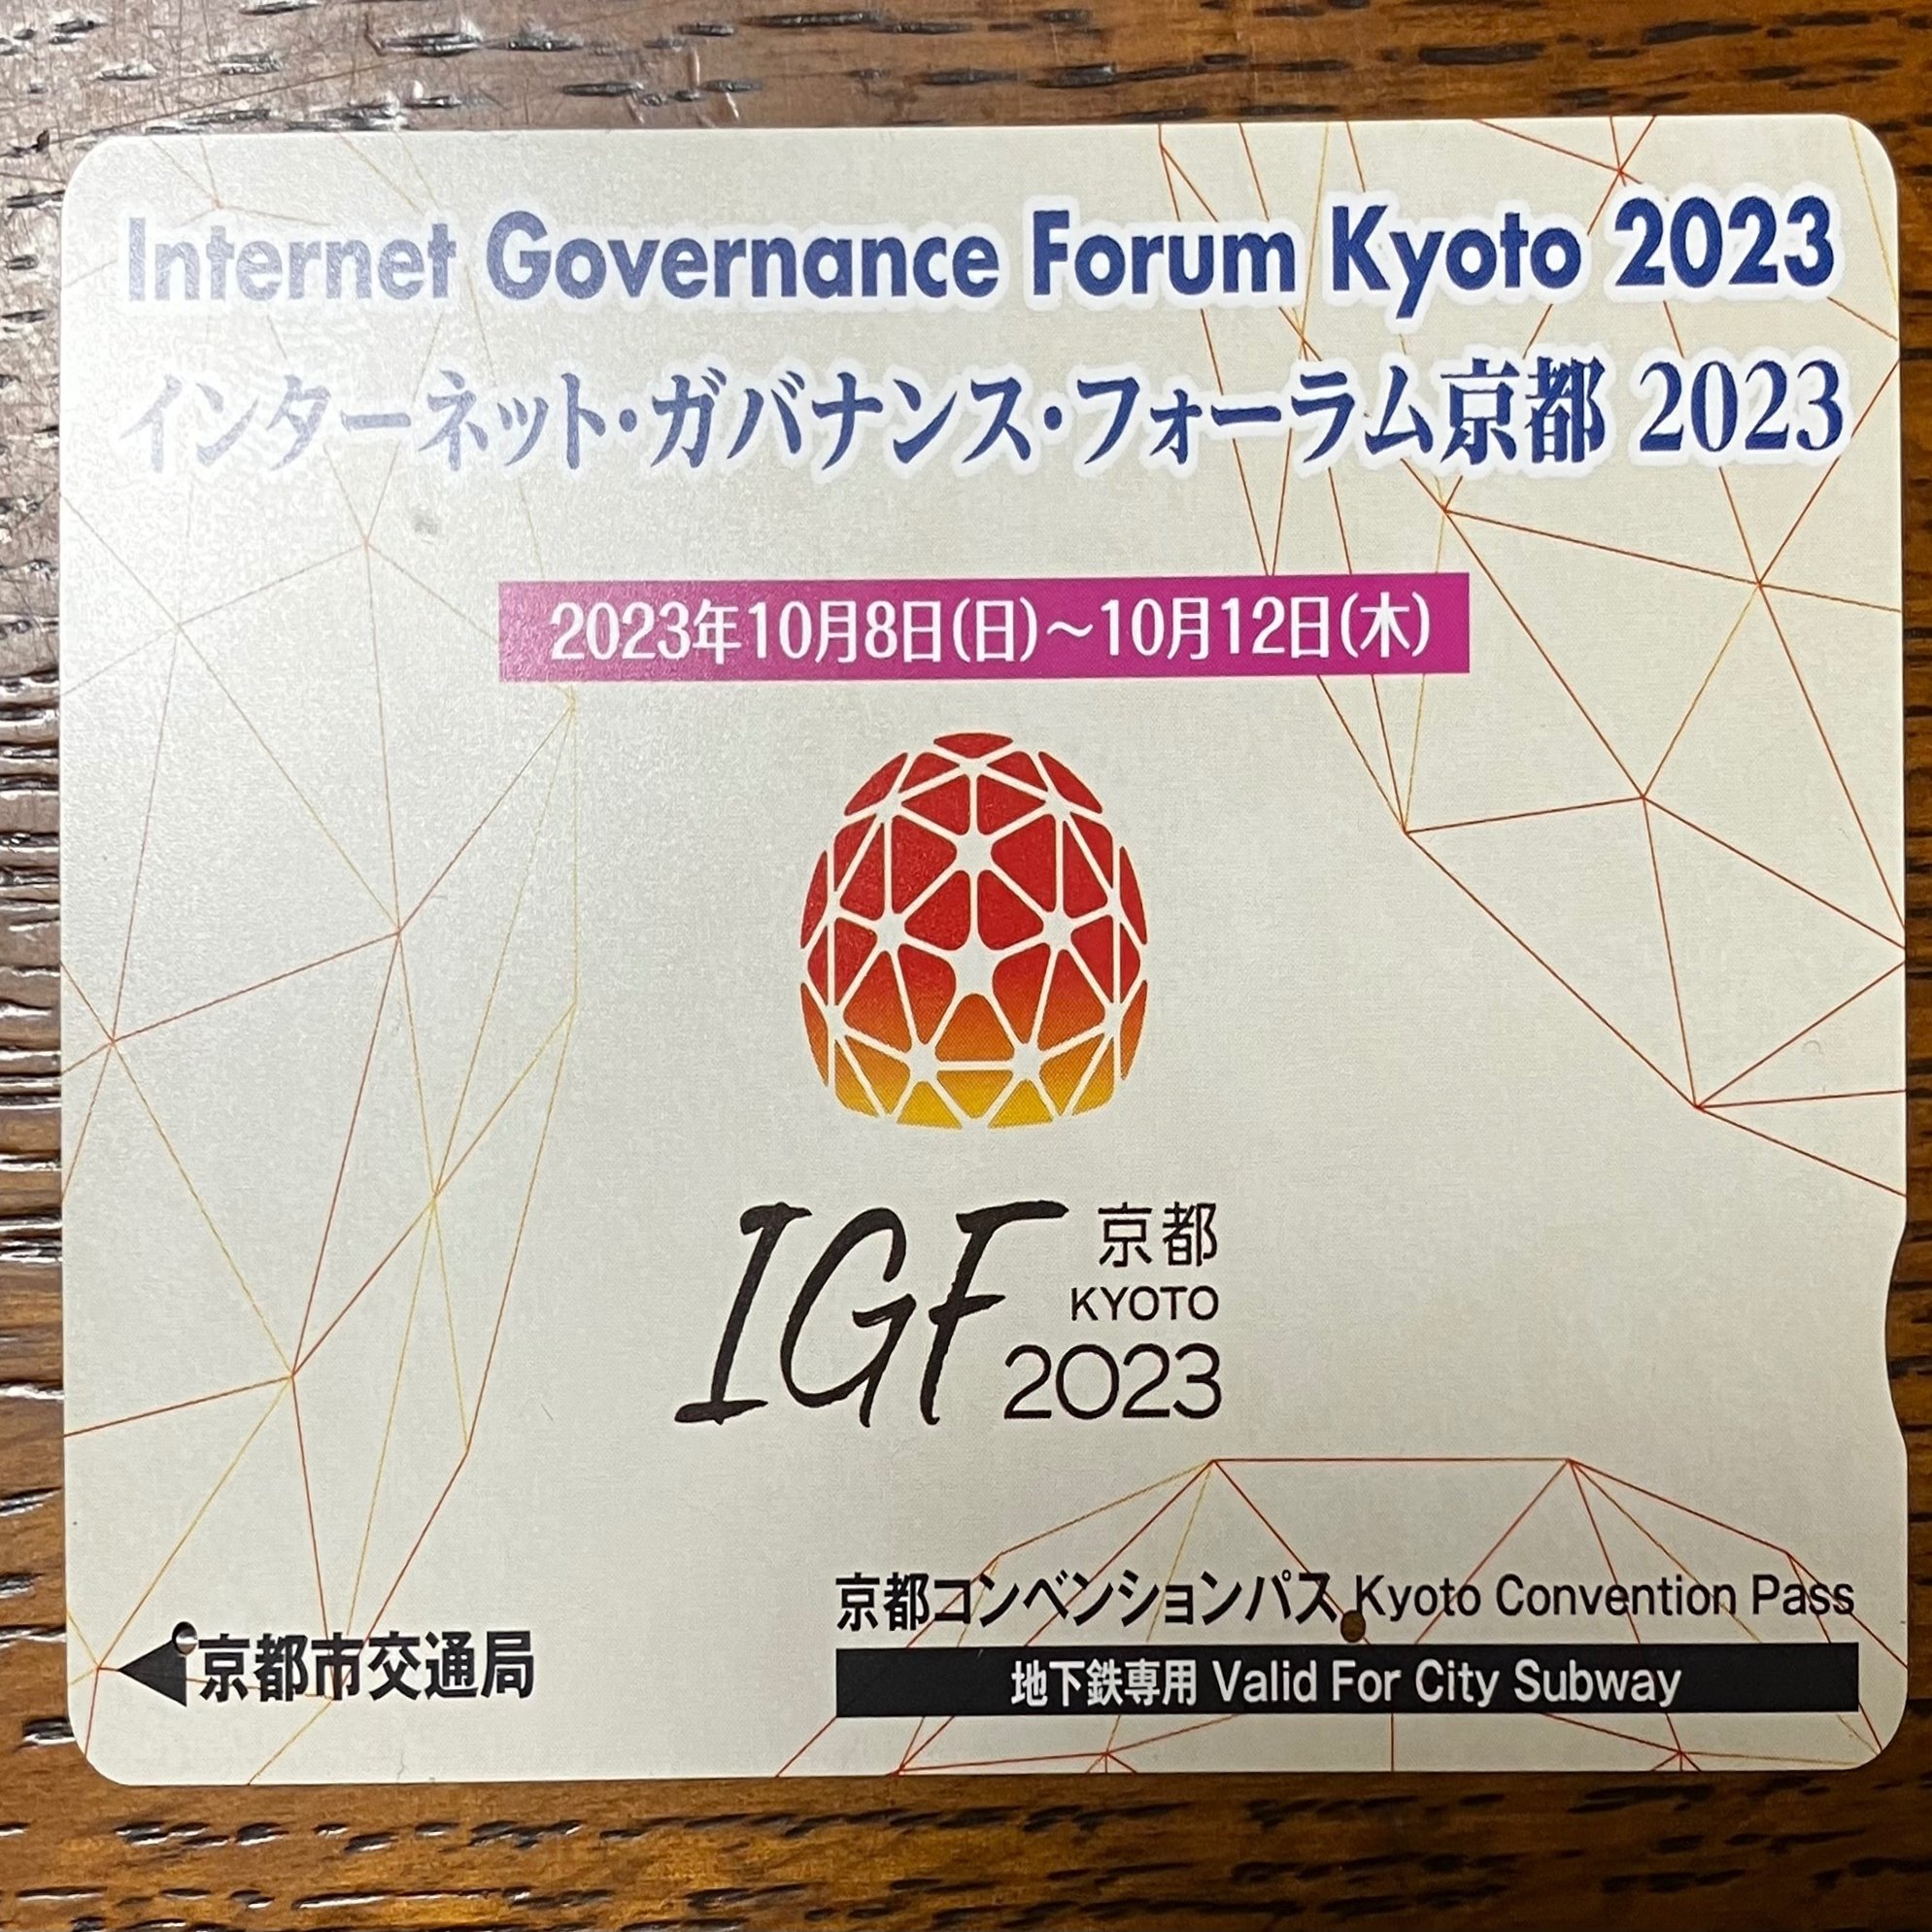 Internet Governance Forum Kyoto 2023
インターネット・ガバナンス・フォーラム京都 2023
2023年10月8日(日)～10月12日(木)
IGF 京都
KYOTO
2023
京都コンベンションパス Kyoto Convention Pass
京都市交通局
地下鉄専用 Valid For City Subway